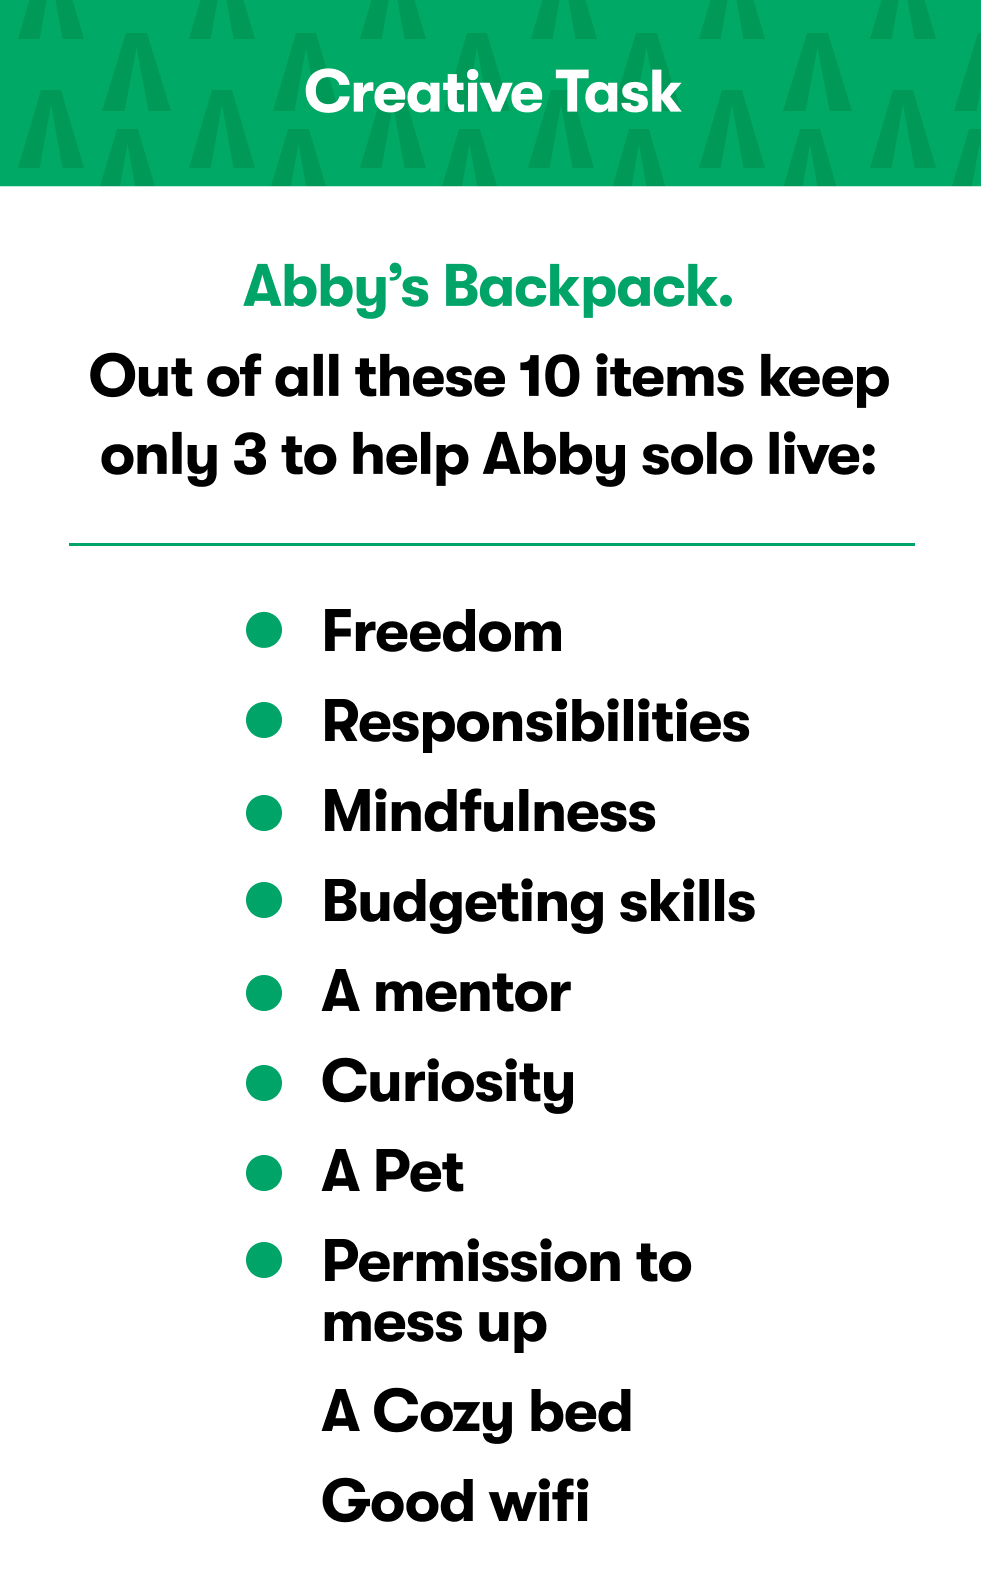 Creative Task
Abby’s Backpack.
Out of all these 10 items keep
only 3 to help Abby solo live:
Freedom
Responsibilities
Mindfulness
Budgeting skills
A mentor
Curiosity
A Pet
Permission to
mess up
A Cozy bed
Good wifi